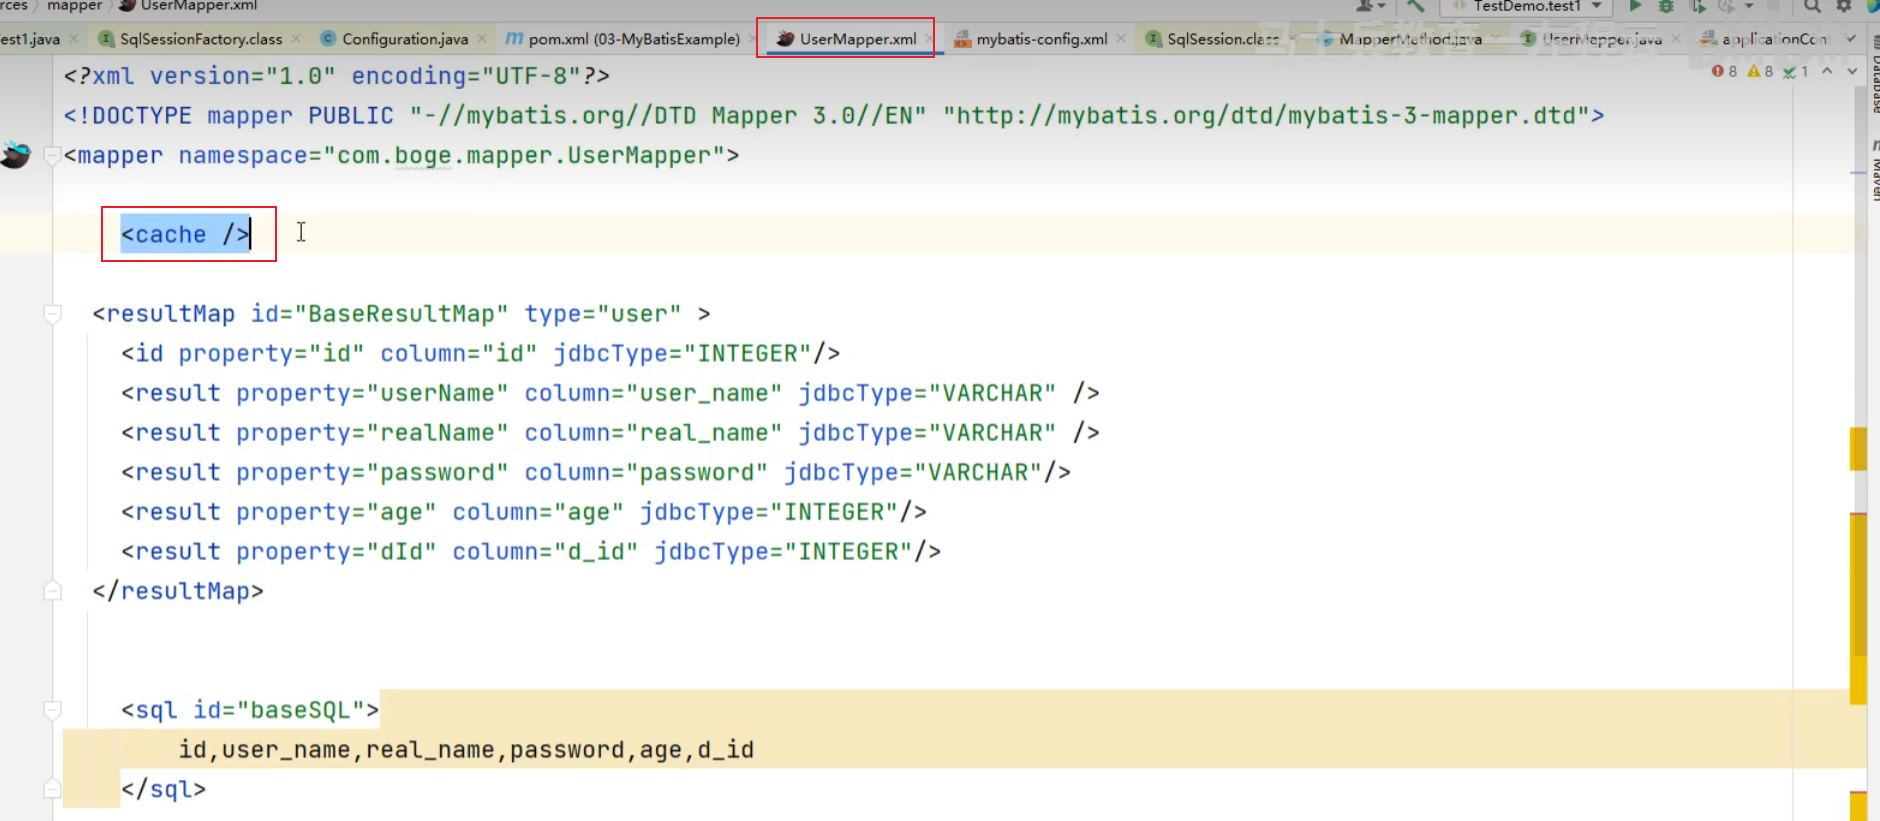 rces › mapper › UserMapper.xml TestDemo.test1
est1.java SqlSessionFactory.class Configuration.java pom.xml (03-MyBatisExample) UserMapper.xml mybatis-config.xml SqlSession.class MapperMethod.java UserMapper.java applicationCon
<?xml version="1.0" encoding="UTF-8"?>
8 8 1
<!DOCTYPE mapper PUBLIC "-//mybatis.org//DTD Mapper 3.0//EN" "http://mybatis.org/dtd/mybatis-3-mapper.dtd">
<mapper namespace="com.boge.mapper.UserMapper">
<cache />
<resultMap id="BaseResultMap" type="user" >
<id property="id" column="id" jdbcType="INTEGER"/>
<result property="userName" column="user_name" jdbcType="VARCHAR" />
<result property="realName" column="real_name" jdbcType="VARCHAR" />
<result property="password" column="password" jdbcType="VARCHAR"/>
<result property="age" column="age" jdbcType="INTEGER"/>
<result property="dId" column="d_id" jdbcType="INTEGER"/>
</resultMap>
<sql id="baseSQL">
id,user_name,real_name,password,age,d_id
</sql>
Database
Maven